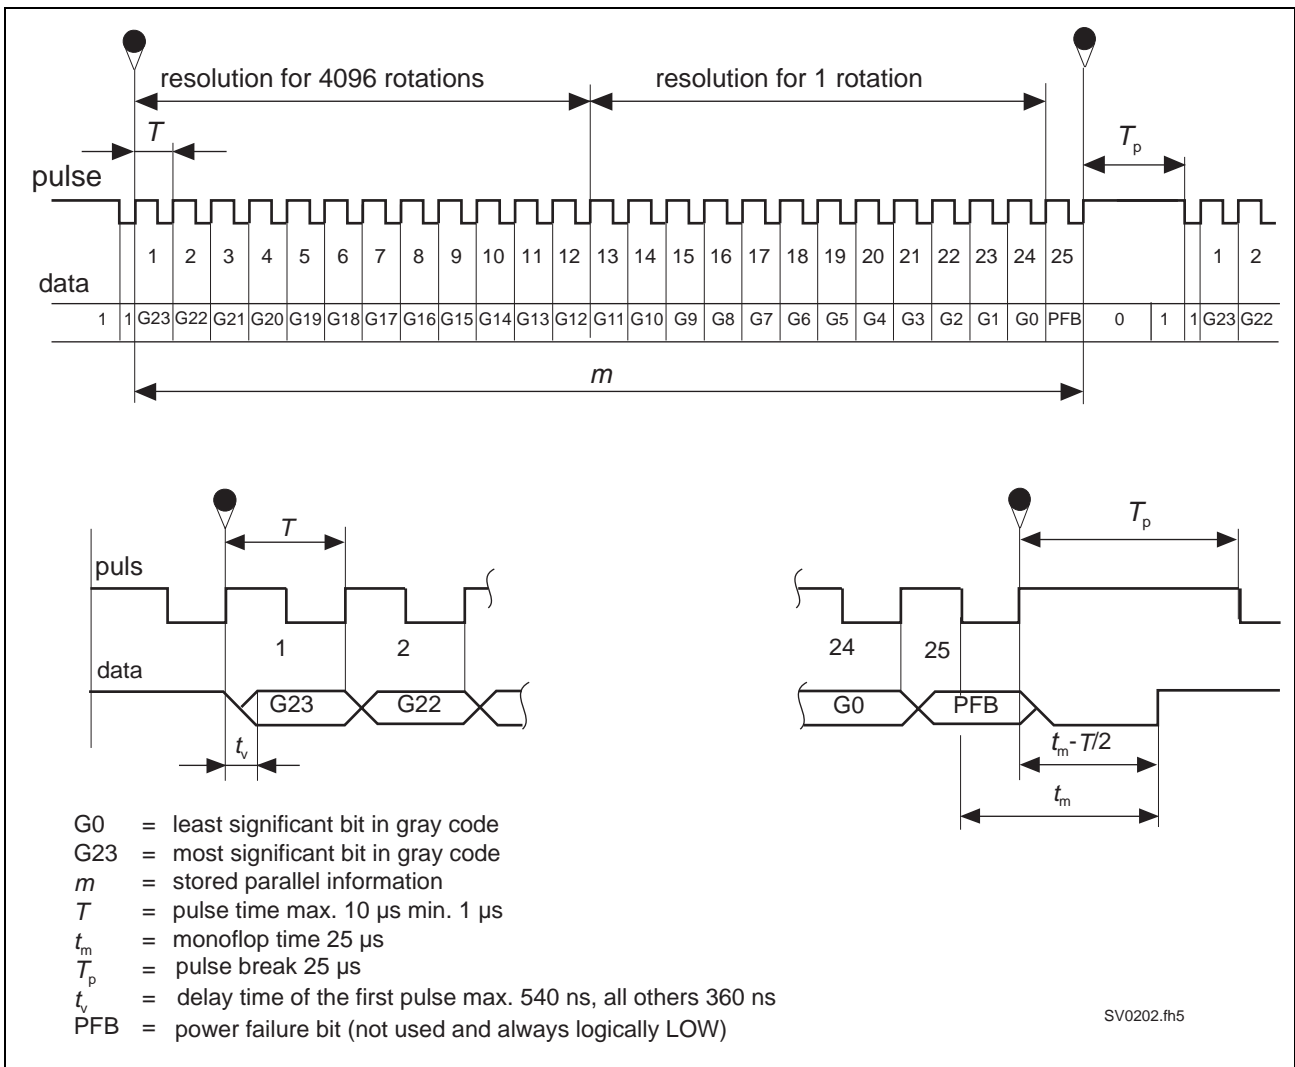 resolution for 4096 rotations resolution for 1 rotation
T Tp
pulse
1 2 3 4 5 6 7 8 9 10 11 12 13 14 15 16 17 18 19 20 21 22 23 24 25 1 2
data
1 1 G23 G22 G21 G20 G19 G18 G17 G16 G15 G14 G13 G12 G11 G10 G9 G8 G7 G6 G5 G4 G3 G2 G1 G0 PFB 0 1 1 G23 G22
m
T Tp
puls
1 2 24 25
data
G23 G22 G0 PFB
tv tm-T/2
tm
G0 = least significant bit in gray code
G23 = most significant bit in gray code
m = stored parallel information
T = pulse time max. 10 µs min. 1 µs
tm = monoflop time 25 µs
Tp = pulse break 25 µs
tv = delay time of the first pulse max. 540 ns, all others 360 ns
PFB = power failure bit (not used and always logically LOW)
SV0202.fh5